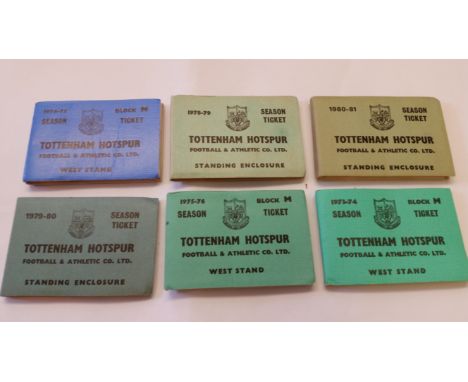 1974-75 BLOCK M
SEASON TICKET
TOTTENHAM HOTSPUR
FOOTBALL & ATHLETIC CO. LTD.
WEST STAND
1978-79 SEASON
TICKET
TOTTENHAM HOTSPUR
FOOTBALL & ATHLETIC CO. LTD.
STANDING ENCLOSURE
1980-81 SEASON
TICKET
TOTTENHAM HOTSPUR
FOOTBALL & ATHLETIC CO. LTD.
STANDING ENCLOSURE
1979-80 SEASON
TICKET
TOTTENHAM HOTSPUR
FOOTBALL & ATHLETIC CO. LTD.
STANDING ENCLOSURE
1975-76 BLOCK M
SEASON TICKET
TOTTENHAM HOTSPUR
FOOTBALL & ATHLETIC CO. LTD.
WEST STAND
1973-74 BLOCK M
SEASON TICKET
TOTTENHAM HOTSPUR
FOOTBALL & ATHLETIC CO. LTD.
WEST STAND